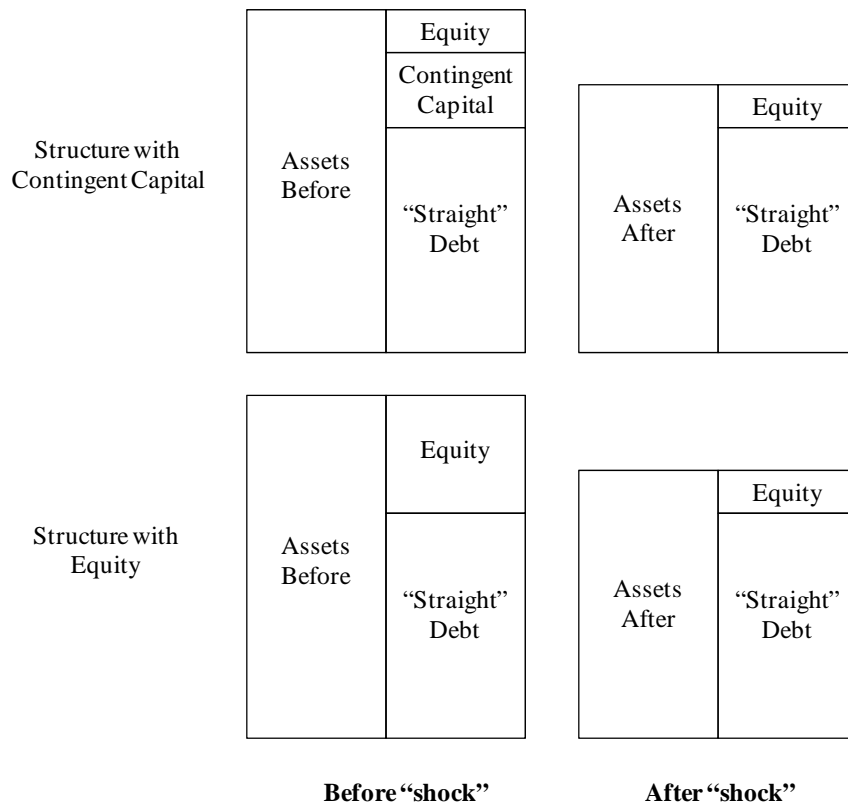 Equity
Contingent
Capital
Equity
Structure with
Contingent Capital
Assets
Before
“Straight”
Debt
Assets
After
“Straight”
Debt
Equity
Equity
Structure with
Equity
Assets
Before
“Straight”
Debt
Assets
After
“Straight”
Debt
Before “shock”
After “shock”